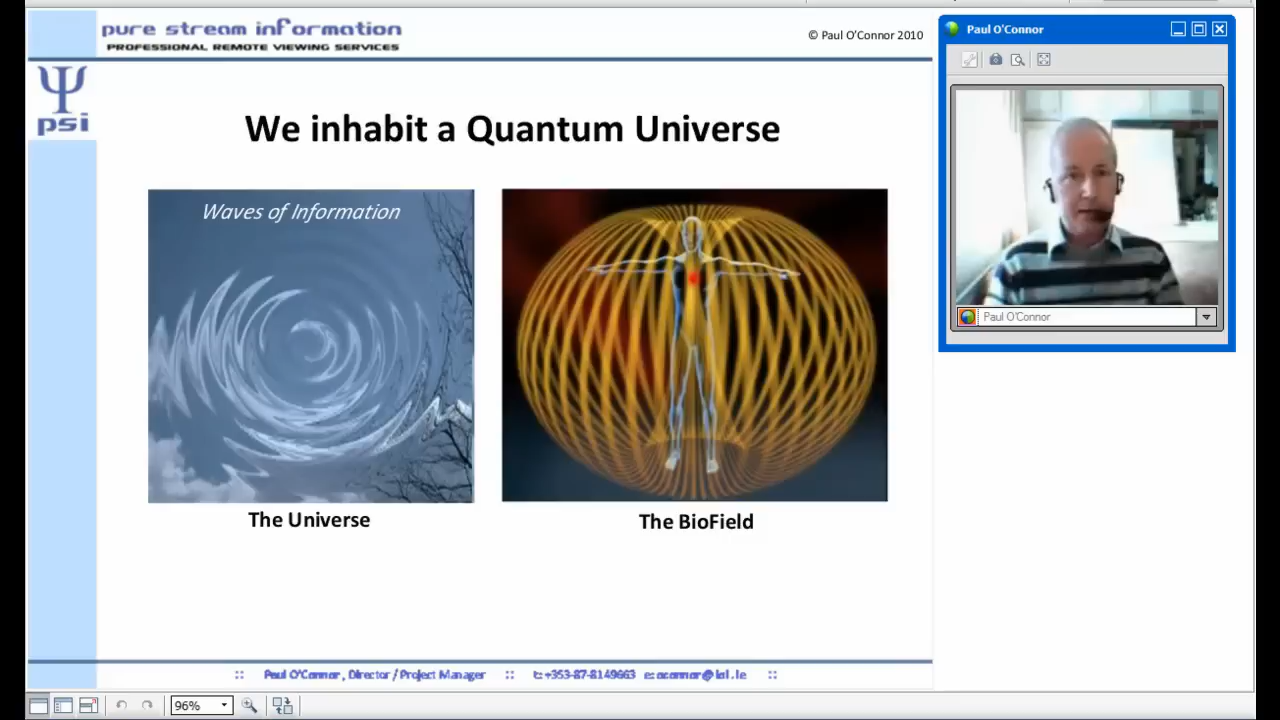 pure stream information
PROFESSIONAL REMOTE VIEWING SERVICES
© Paul O'Connor 2010
Ψ
psi
We inhabit a Quantum Universe
Waves of Information
The Universe
The BioField
:: Paul O'Connor, Director / Project Manager :: t: +353-87-8149663 e: oconnor@iol.ie ::
Paul O'Connor
Paul O'Connor
96%